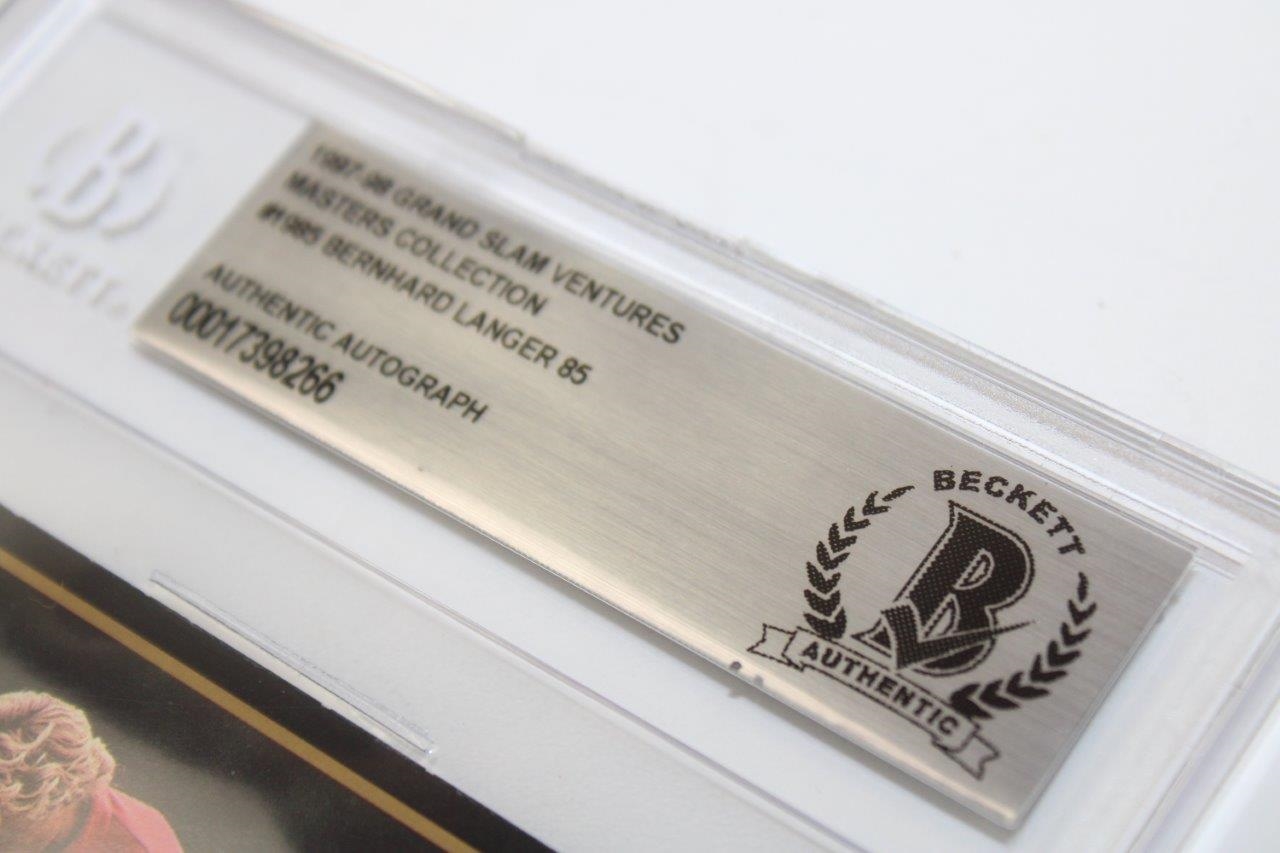 1997-98 GRAND SLAM VENTURES
MASTERS COLLECTION
#1985 BERNHARD LANGER 85
AUTHENTIC AUTOGRAPH
00017398266
BECKETT
B
AUTHENTIC
B